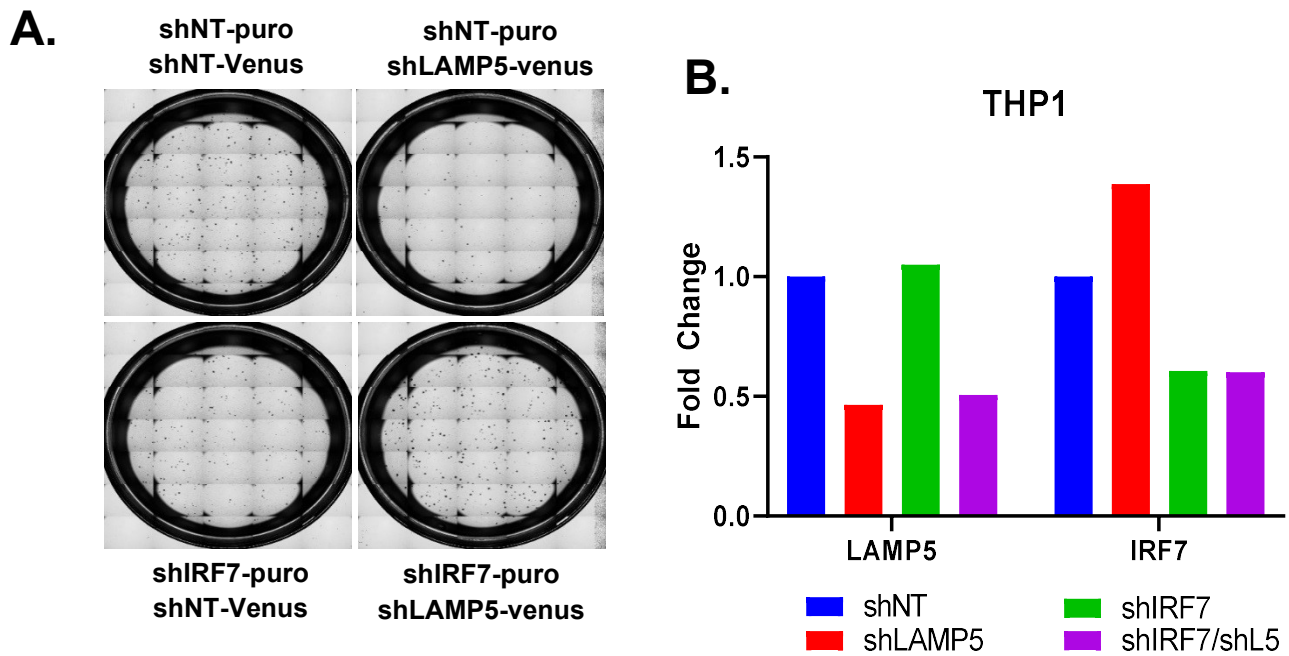 A.
shNT-puro
shNT-Venus
shNT-puro
shLAMP5-venus
shIRF7-puro
shNT-Venus
shIRF7-puro
shLAMP5-venus
B.
THP1
Fold Change
1.5
1.0
0.5
0.0
LAMP5
IRF7
shNT
shLAMP5
shIRF7
shIRF7/shL5